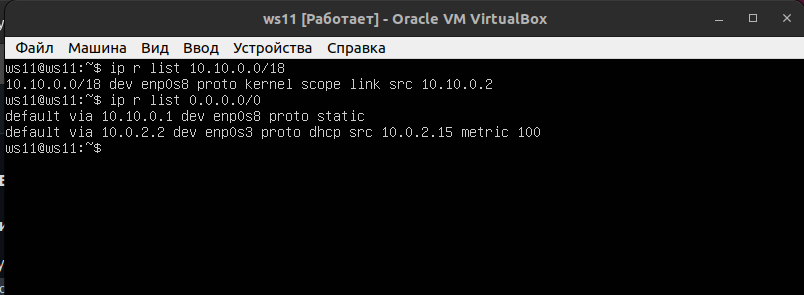 ws11 [Работает] - Oracle VM VirtualBox
Файл Машина Вид Ввод Устройства Справка
ws11@ws11:~$ ip r list 10.10.0.0/18
10.10.0.0/18 dev enp0s8 proto kernel scope link src 10.10.0.2
ws11@ws11:~$ ip r list 0.0.0.0/0
default via 10.10.0.1 dev enp0s8 proto static
default via 10.0.2.2 dev enp0s3 proto dhcp src 10.0.2.15 metric 100
ws11@ws11:~$